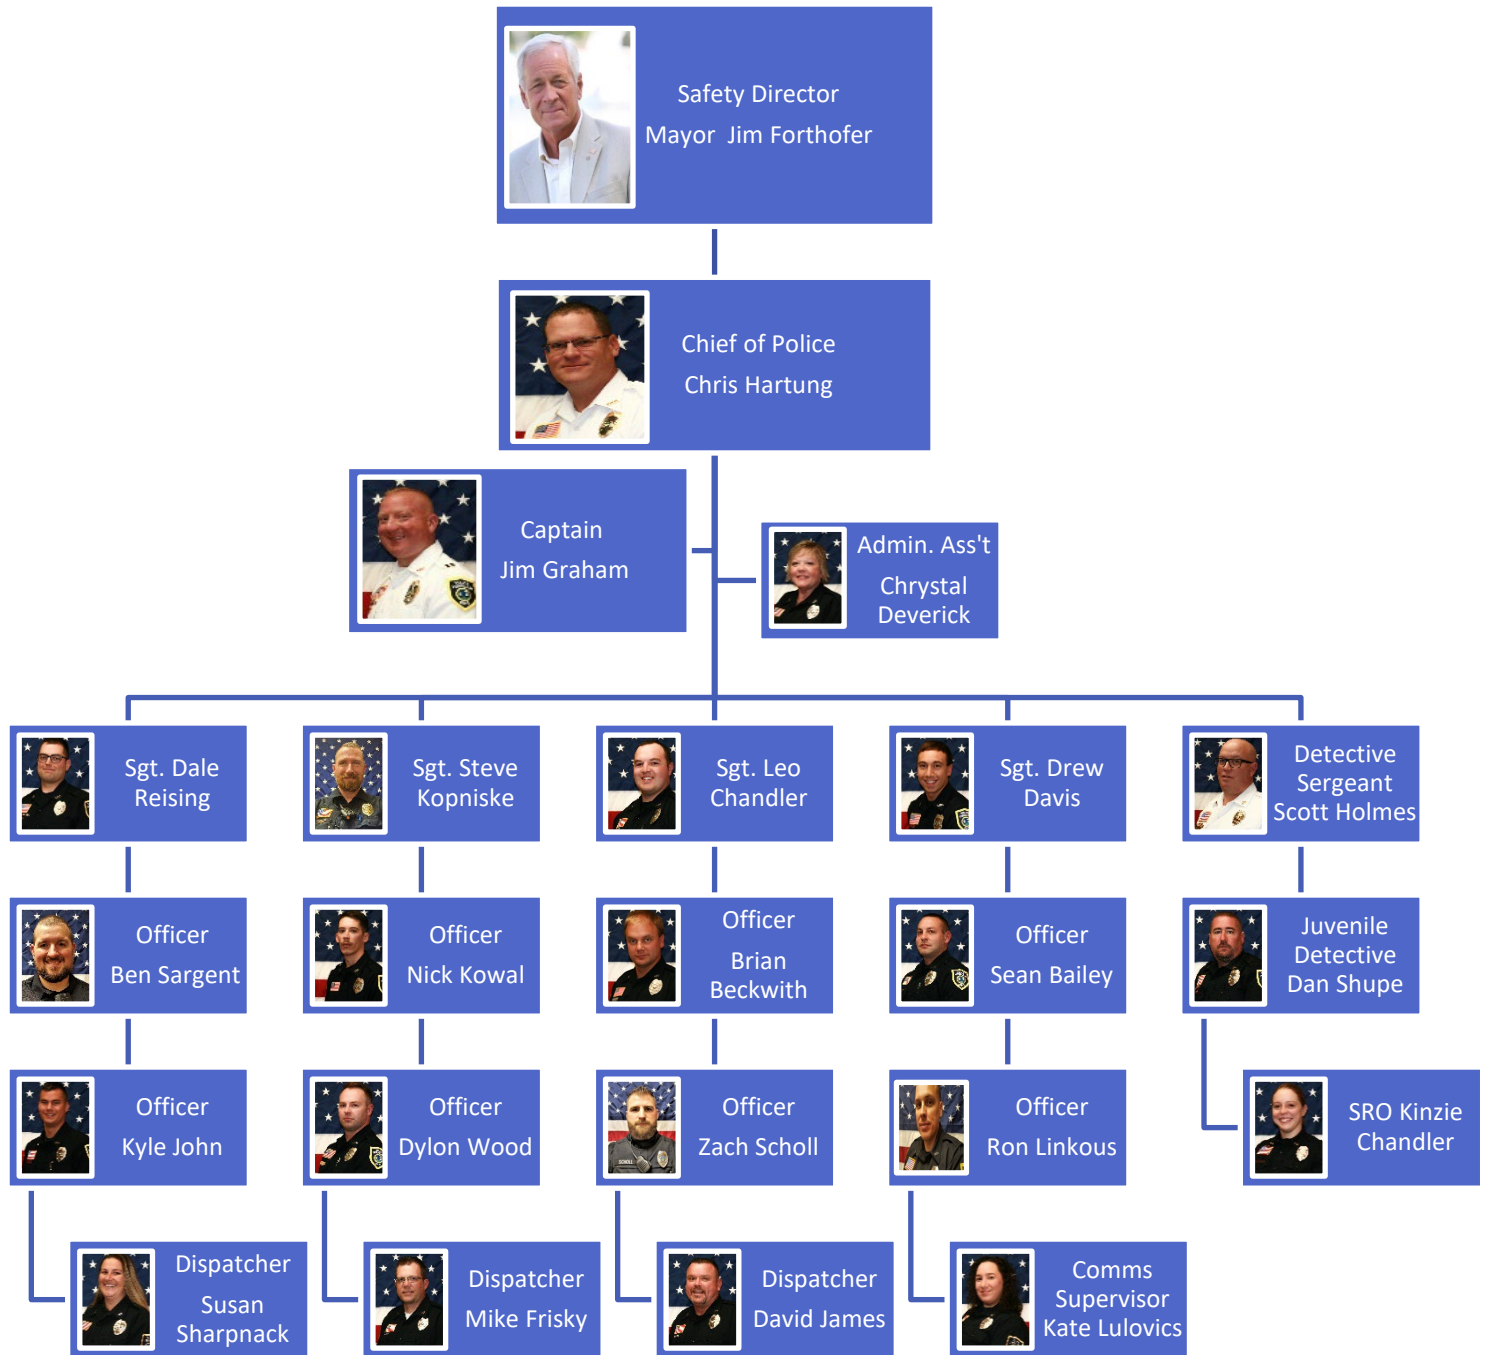 Safety Director
Mayor Jim Forthofer
Chief of Police
Chris Hartung
Captain
Jim Graham
Admin. Ass't
Chrystal
Deverick
Sgt. Dale
Reising
Sgt. Steve
Kopniske
Sgt. Leo
Chandler
Sgt. Drew
Davis
Detective
Sergeant
Scott Holmes
Officer
Ben Sargent
Officer
Nick Kowal
Officer
Brian
Beckwith
Officer
Sean Bailey
Juvenile
Detective
Dan Shupe
Officer
Kyle John
Officer
Dylon Wood
Officer
Zach Scholl
Officer
Ron Linkous
SRO Kinzie
Chandler
Dispatcher
Susan
Sharpnack
Dispatcher
Mike Frisky
Dispatcher
David James
Comms
Supervisor
Kate Lulovics